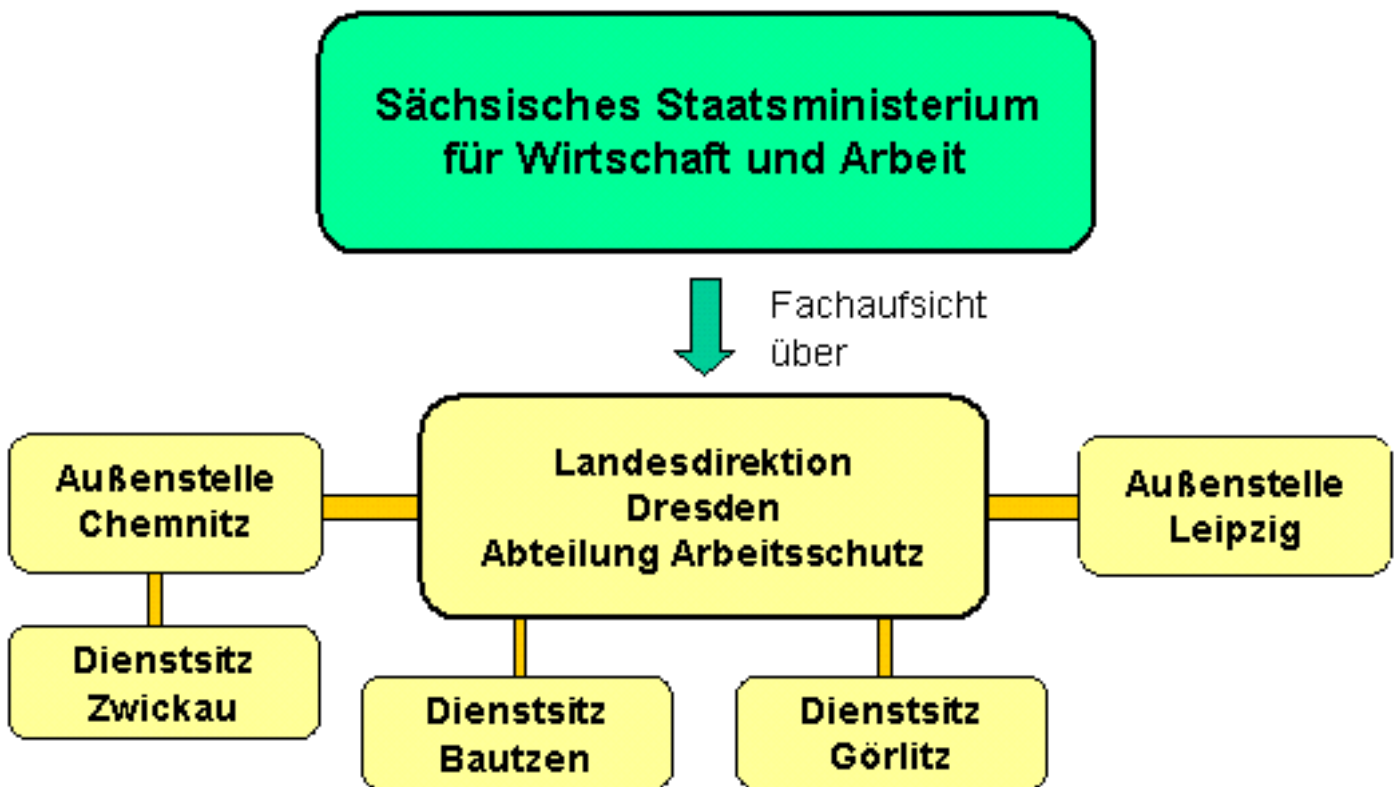 Sächsisches Staatsministerium
für Wirtschaft und Arbeit
Fachaufsicht
über
Außenstelle
Chemnitz
Landesdirektion
Dresden
Abteilung Arbeitsschutz
Außenstelle
Leipzig
Dienstsitz
Zwickau
Dienstsitz
Bautzen
Dienstsitz
Görlitz